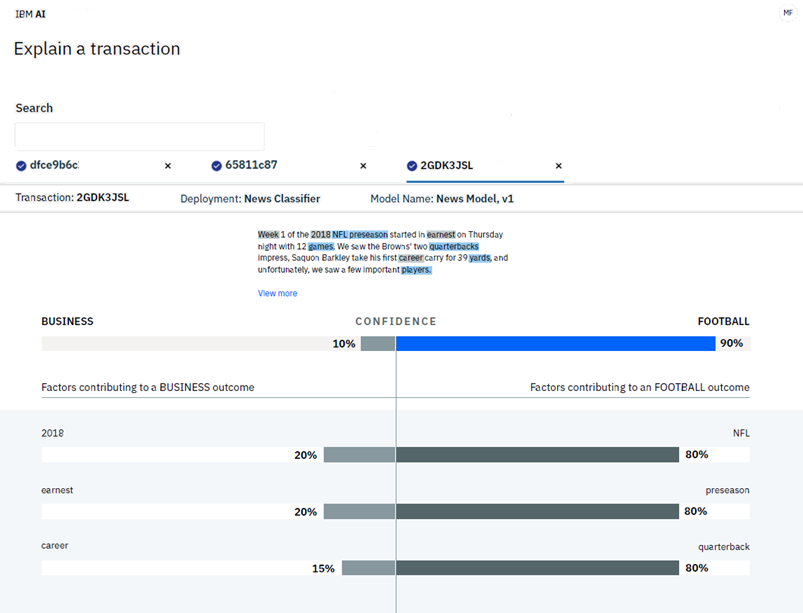 IBM AI
MF
Explain a transaction
Search
dfce9b6c
65811c87
2GDK3JSL
Transaction: 2GDK3JSL
Deployment: News Classifier
Model Name: News Model, v1
Week 1 of the 2018 NFL preseason started in earnest on Thursday
night with 12 games. We saw the Browns' two quarterbacks
impress, Saquon Barkley take his first career carry for 39 yards, and
unfortunately, we saw a few important players.
View more
BUSINESS
CONFIDENCE
FOOTBALL
10%
90%
Factors contributing to a BUSINESS outcome
Factors contributing to an FOOTBALL outcome
2018
NFL
20%
80%
earnest
preseason
20%
80%
career
quarterback
15%
80%